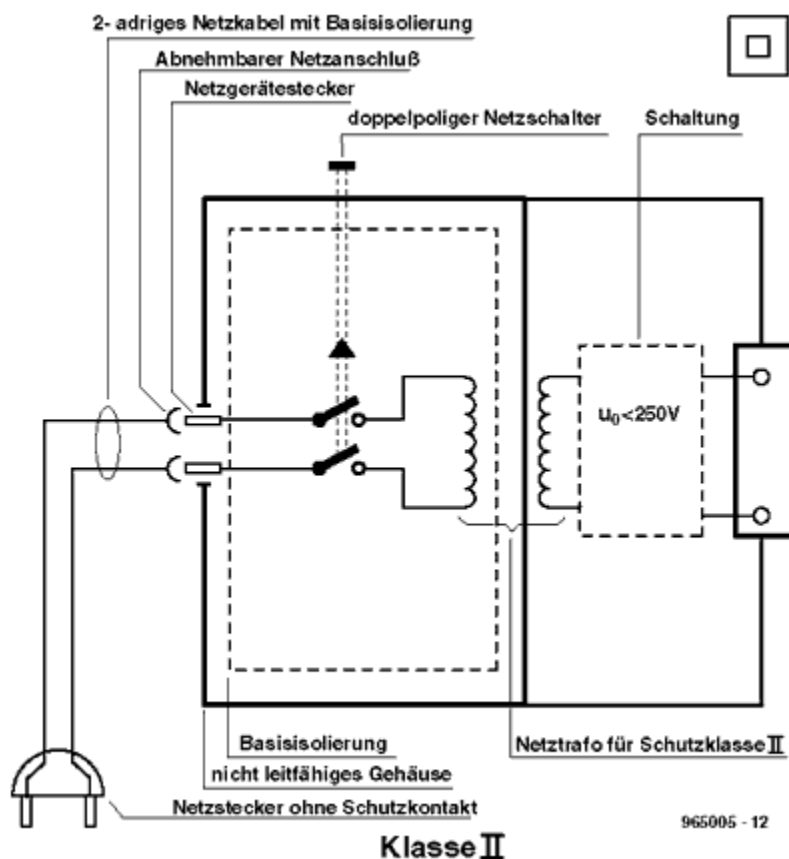 2- adriges Netzkabel mit Basisisolierung
Abnehmbarer Netzanschluß
Netzgerätestecker
doppelpoliger Netzschalter
Schaltung
u₀<250V
Basisisolierung
nicht leitfähiges Gehäuse
Netztrafo für Schutzklasse II
Netzstecker ohne Schutzkontakt
965005 - 12
Klasse II